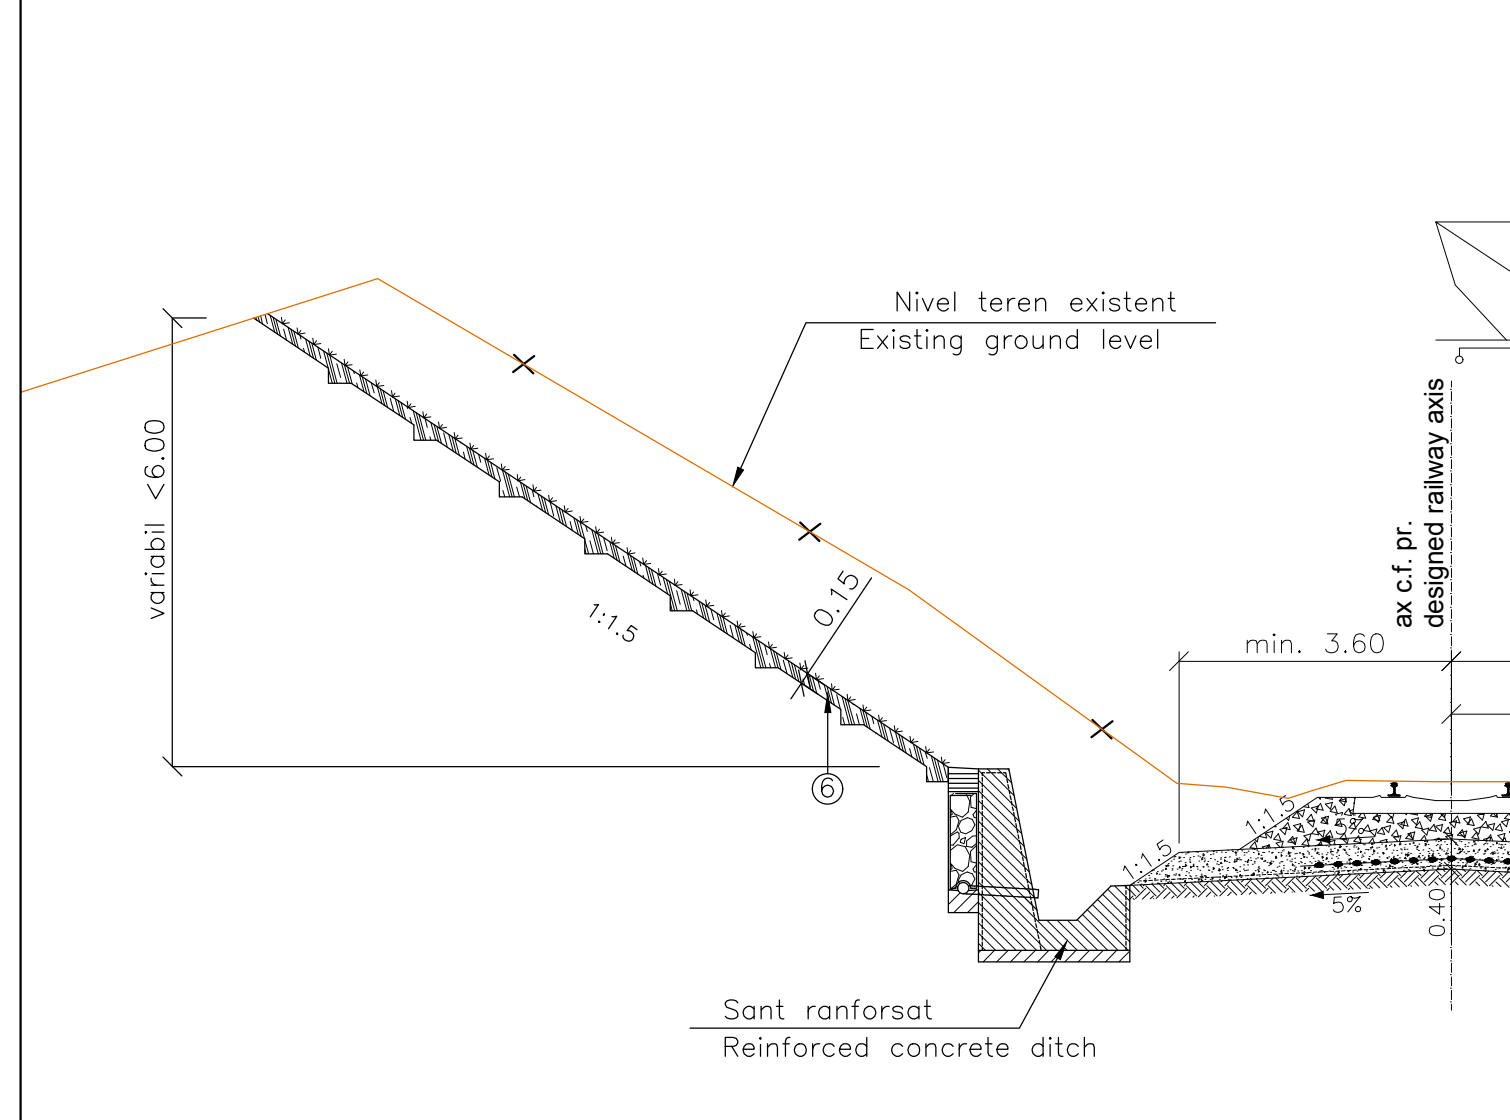 Nivel teren existent
Existing ground level
variabil <6.00
1:1.5
0.15
6
ax c.f. pr.
designed railway axis
min. 3.60
1:1.5
1:1.5
5%
5%
0.40
Sant ranforsat
Reinforced concrete ditch